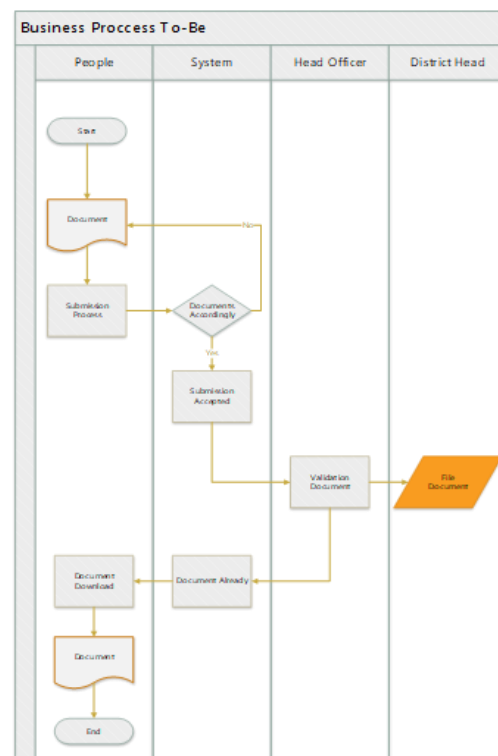 Business Proccess To-Be
People
System
Head Officer
District Head
Start
Document
No
Submission
Process
Documents
Accordingly
Yes
Submission
Accepted
Validation
Document
File
Document
Document
Download
Document Already
Document
End